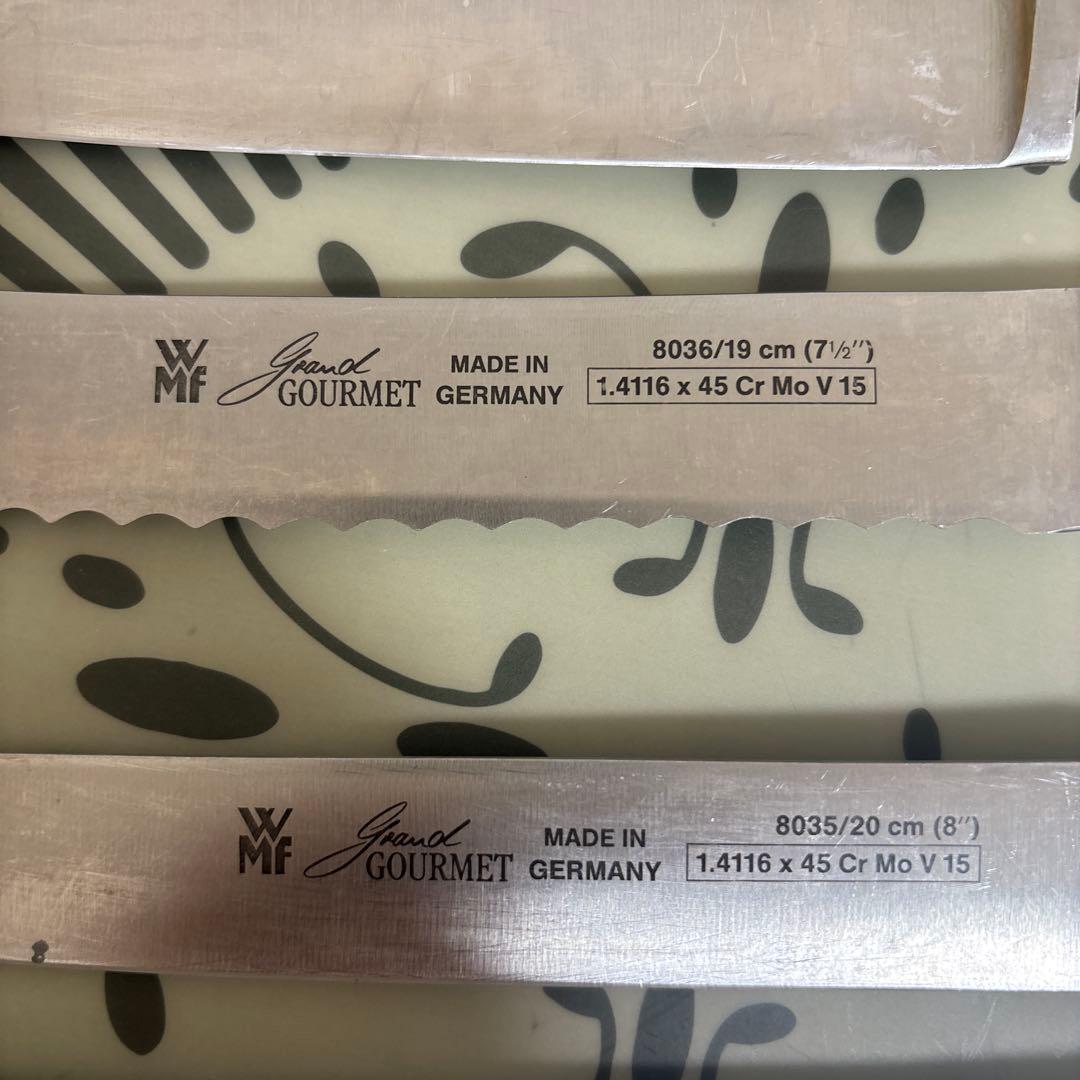 WMF Grand GOURMET MADE IN GERMANY
8036/19 cm (7½″)
1.4116 x 45 Cr Mo V 15
WMF Grand GOURMET MADE IN GERMANY
8035/20 cm (8″)
1.4116 x 45 Cr Mo V 15